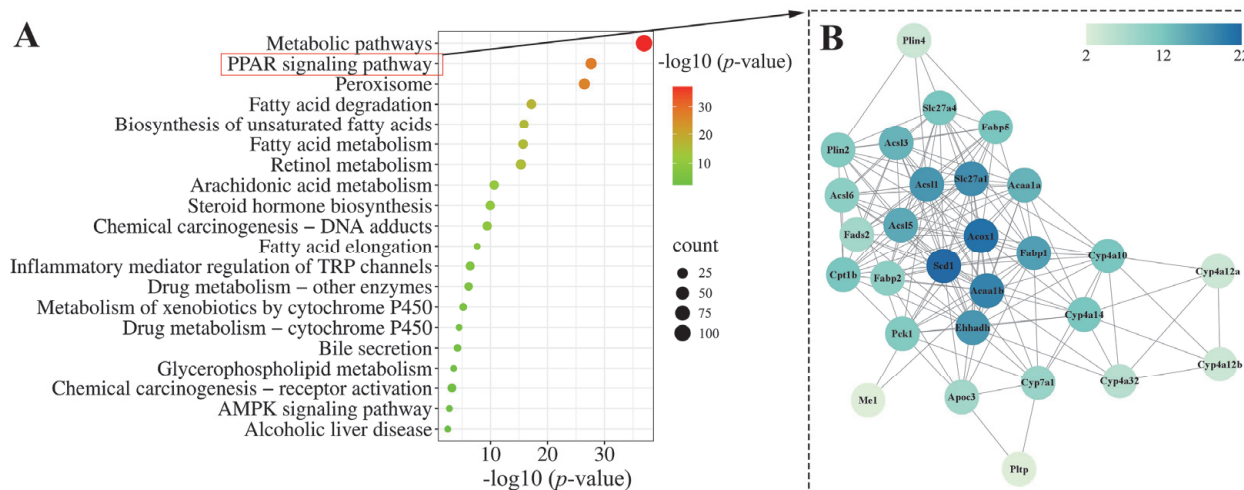 A
Metabolic pathways
PPAR signaling pathway
Peroxisome
Fatty acid degradation
Biosynthesis of unsaturated fatty acids
Fatty acid metabolism
Retinol metabolism
Arachidonic acid metabolism
Steroid hormone biosynthesis
Chemical carcinogenesis − DNA adducts
Fatty acid elongation
Inflammatory mediator regulation of TRP channels
Drug metabolism − other enzymes
Metabolism of xenobiotics by cytochrome P450
Drug metabolism − cytochrome P450
Bile secretion
Glycerophospholipid metabolism
Chemical carcinogenesis − receptor activation
AMPK signaling pathway
Alcoholic liver disease
10 20 30
-log10 (p-value)
-log10 (p-value)
30
20
10
count
25
50
75
100
B
2 12 22
Plin4
Slc27a4
Fabp5
Plin2
Acsl3
Acsl1
Slc27a1
Acaa1a
Acsl6
Fads2
Acsl5
Acox1
Fabp1
Cyp4a10
Cyp4a12a
Cpt1b
Fabp2
Scd1
Acaa1b
Cyp4a14
Pck1
Ehhadh
Cyp4a12b
Me1
Apoc3
Cyp7a1
Cyp4a32
Pltp